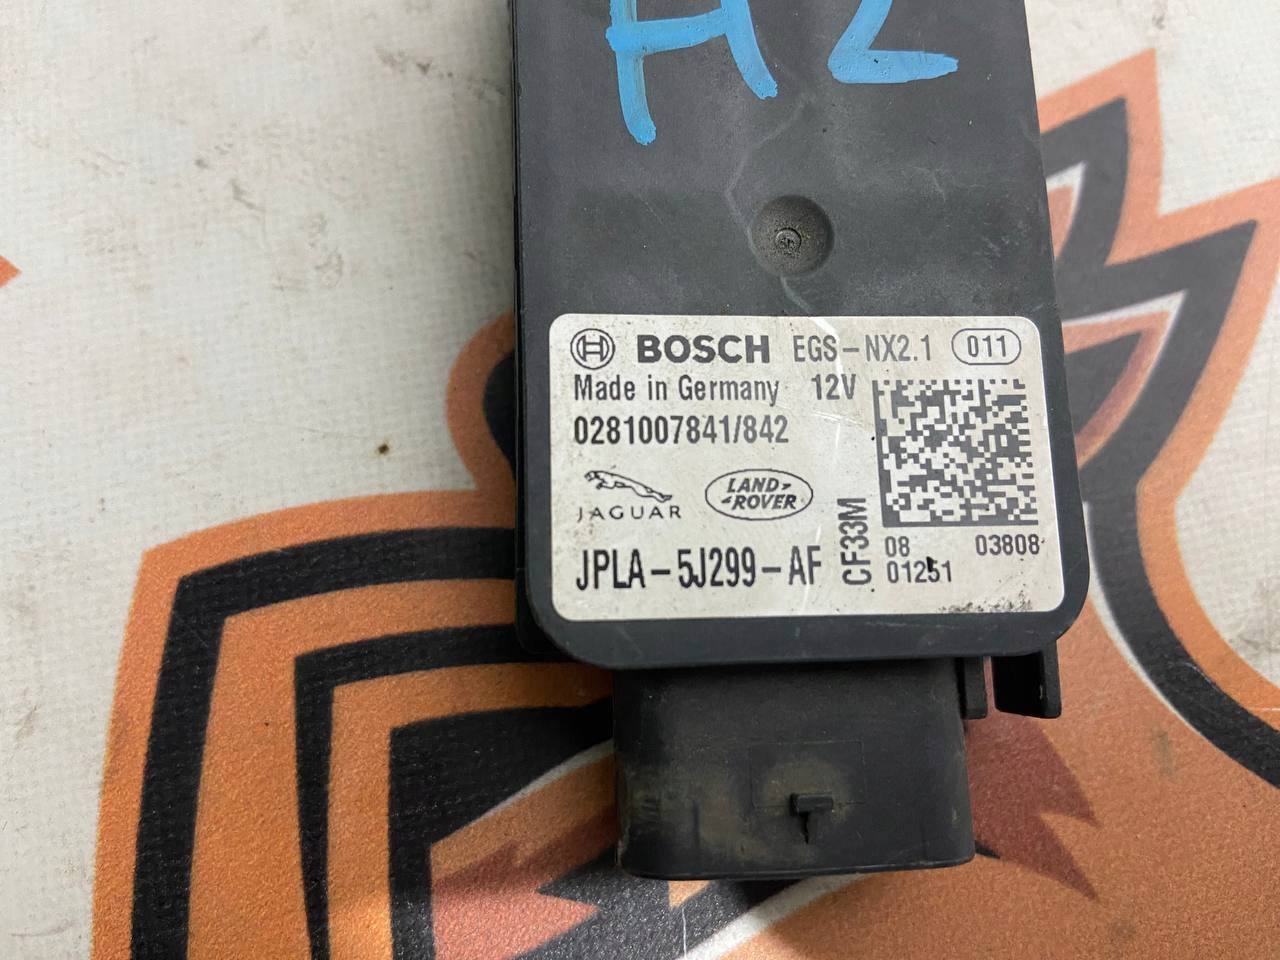 H2
BOSCH EGS-NX2.1 011
Made in Germany 12V
0281007841/842
JAGUAR
LAND-
-ROVER
JPLA-5J299-AF
CF33M
08 03808
01251